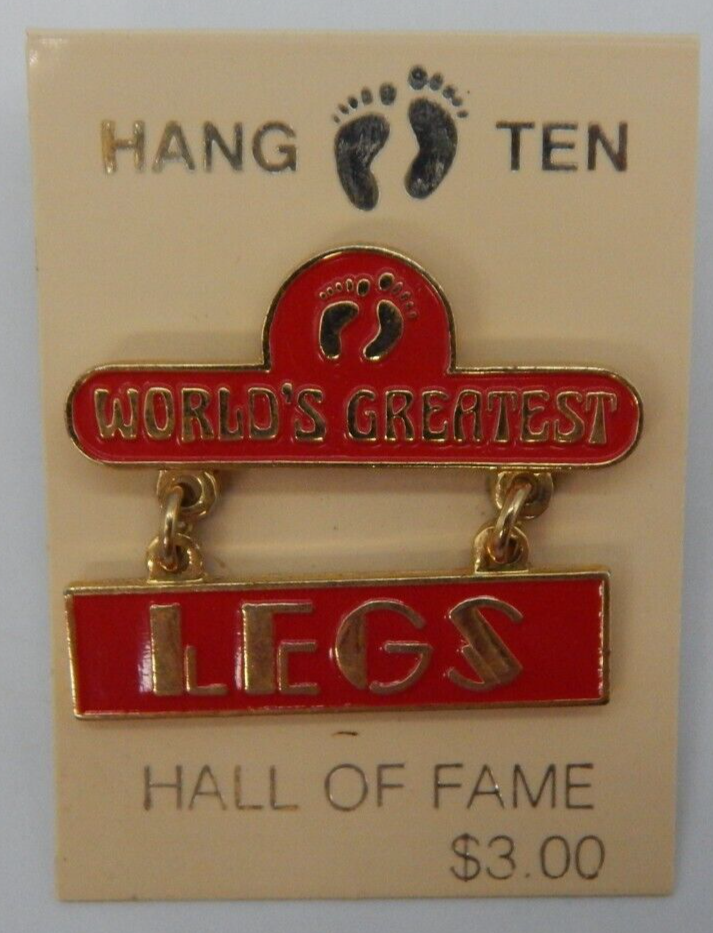 HANG TEN
WORLD'S GREATEST
LEGS
HALL OF FAME
$3.00